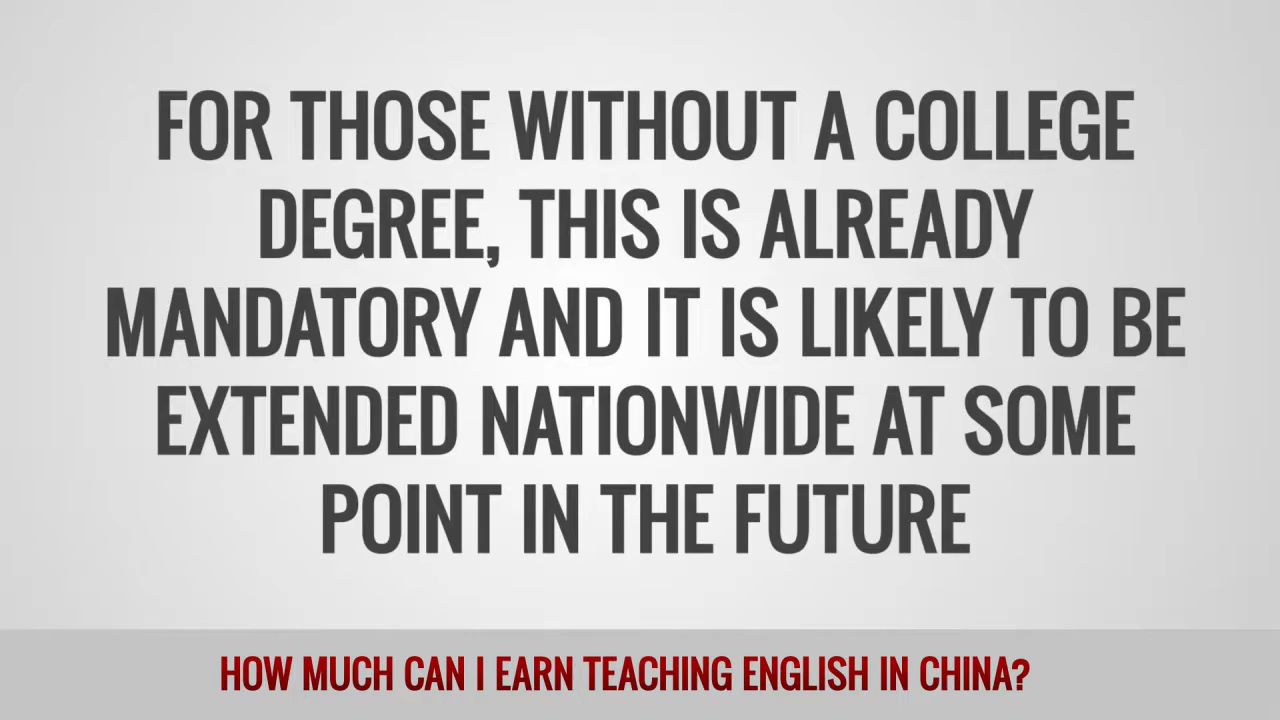 FOR THOSE WITHOUT A COLLEGE
DEGREE, THIS IS ALREADY
MANDATORY AND IT IS LIKELY TO BE
EXTENDED NATIONWIDE AT SOME
POINT IN THE FUTURE
HOW MUCH CAN I EARN TEACHING ENGLISH IN CHINA?